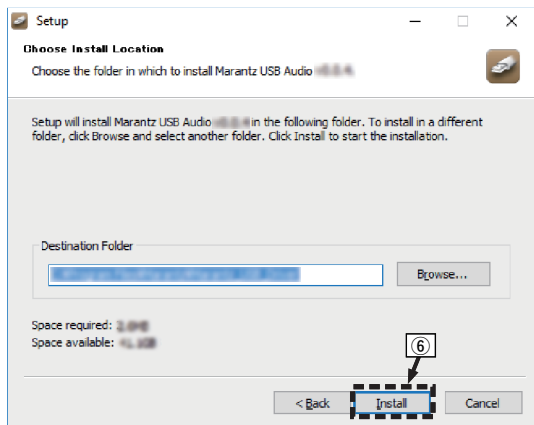 Setup
Choose Install Location
Choose the folder in which to install Marantz USB Audio
Setup will install Marantz USB Audio in the following folder. To install in a different
folder, click Browse and select another folder. Click Install to start the installation.
Destination Folder
Browse...
Space required:
Space available:
⑥
< Back Install Cancel